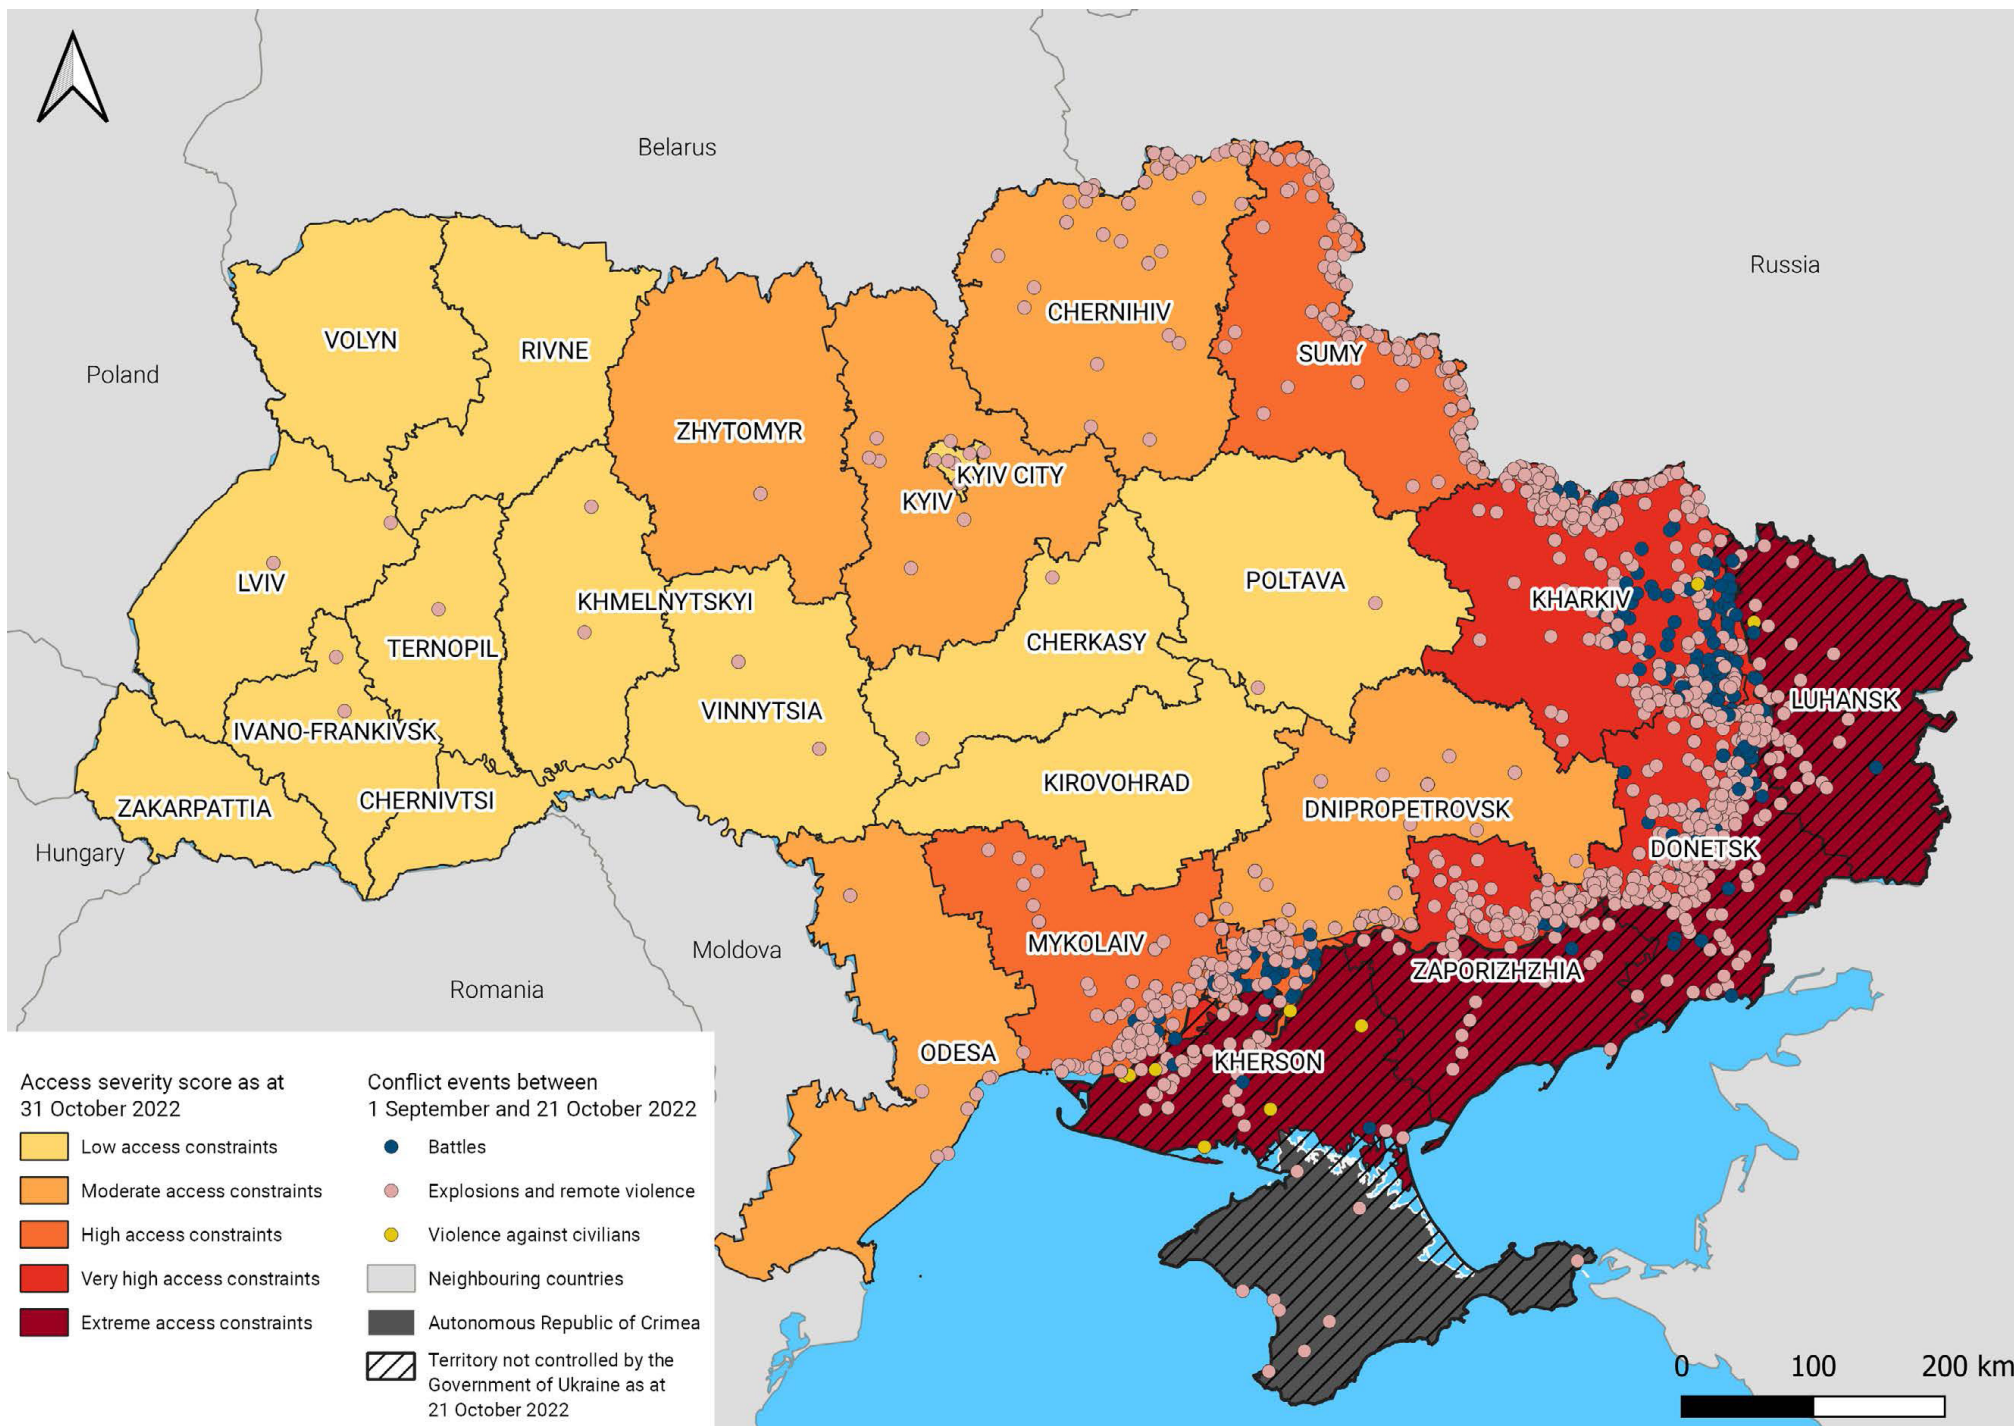 Belarus
Russia
Poland
VOLYN
RIVNE
CHERNIHIV
SUMY
ZHYTOMYR
KYIV CITY
KYIV
LVIV
TERNOPIL
KHMELNYTSKYI
POLTAVA
KHARKIV
CHERKASY
LUHANSK
IVANO-FRANKIVSK
VINNYTSIA
ZAKARPATTIA
CHERNIVTSI
KIROVOHRAD
DNIPROPETROVSK
DONETSK
Hungary
Moldova
Romania
MYKOLAIV
ZAPORIZHZHIA
ODESA
KHERSON
Access severity score as at
31 October 2022
Low access constraints
Moderate access constraints
High access constraints
Very high access constraints
Extreme access constraints
Conflict events between
1 September and 21 October 2022
Battles
Explosions and remote violence
Violence against civilians
Neighbouring countries
Autonomous Republic of Crimea
Territory not controlled by the
Government of Ukraine as at
21 October 2022
0 100 200 km